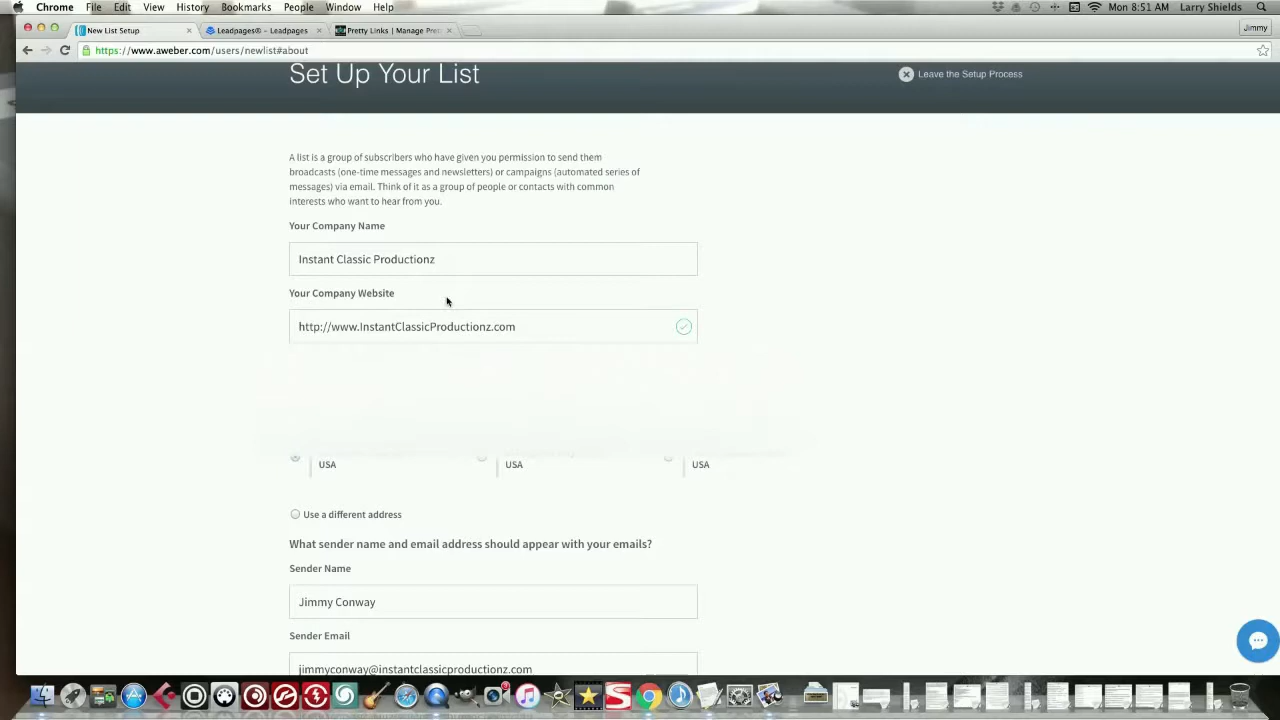 Chrome File Edit View History Bookmarks People Window Help Mon 8:51 AM Larry Shields
New List Setup Leadpages® - Leadpages Pretty Links | Manage Pre Jimmy
https://www.aweber.com/users/newlist#about
Set Up Your List
Leave the Setup Process
A list is a group of subscribers who have given you permission to send them
broadcasts (one-time messages and newsletters) or campaigns (automated series of
messages) via email. Think of it as a group of people or contacts with common
interests who want to hear from you.
Your Company Name
Instant Classic Productionz
Your Company Website
http://www.InstantClassicProductionz.com
USA USA USA
Use a different address
What sender name and email address should appear with your emails?
Sender Name
Jimmy Conway
Sender Email
jimmyconway@instantclassicproductionz.com